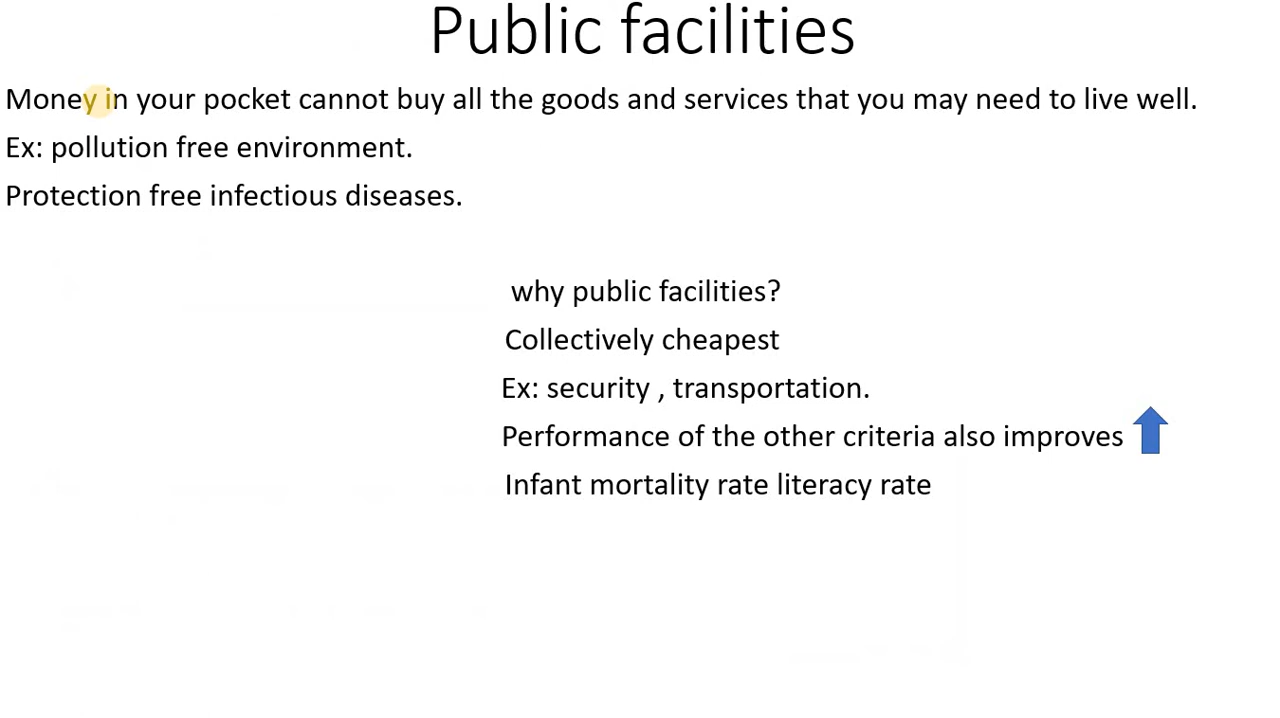 Public facilities
Money in your pocket cannot buy all the goods and services that you may need to live well.
Ex: pollution free environment.
Protection free infectious diseases.
why public facilities?
Collectively cheapest
Ex: security , transportation.
Performance of the other criteria also improves
Infant mortality rate literacy rate